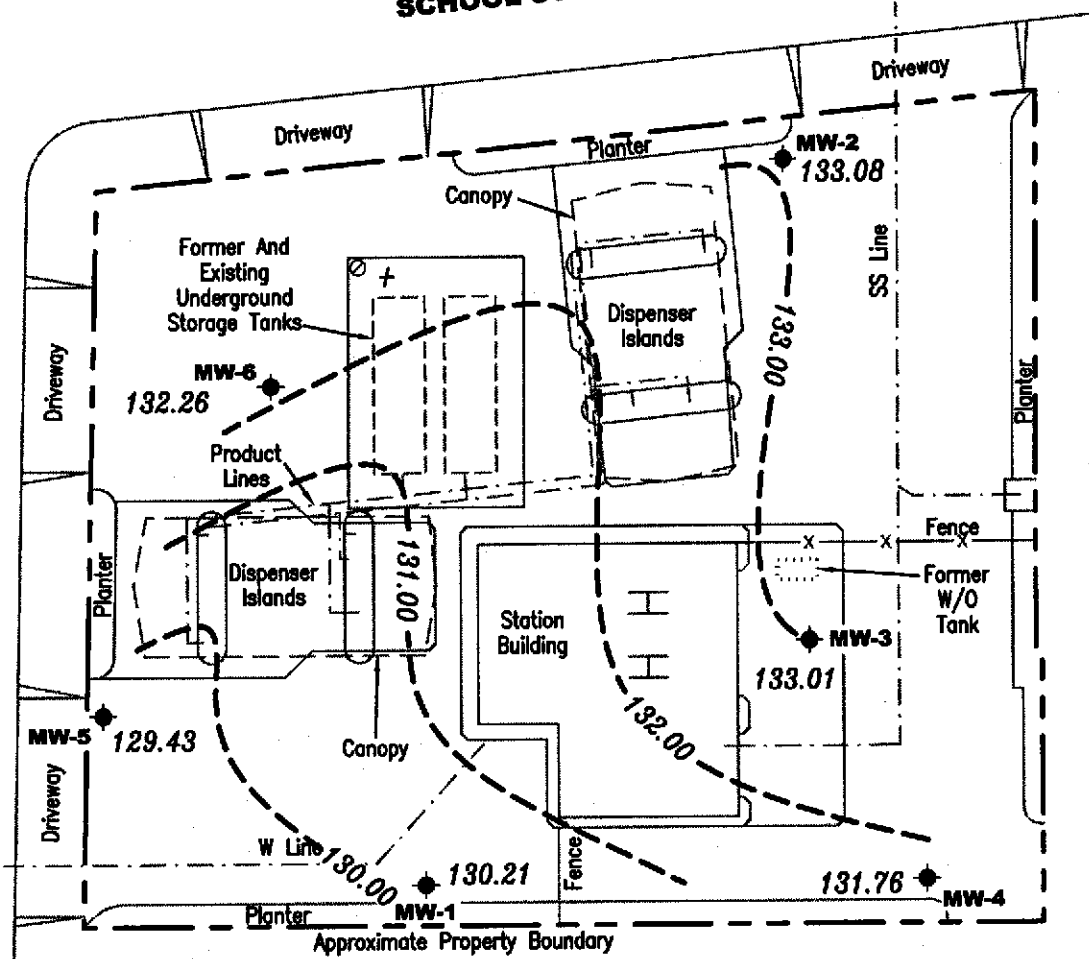 Driveway
Driveway
Planter
MW-2
133.08
Canopy
Former And
Existing
Underground
Storage Tanks
SS Line
Dispenser
Islands
133.00
Driveway
MW-6
132.26
Planter
Product
Lines
Planter
Dispenser
Islands
131.00
Station
Building
x x x
Fence
Former
W/O
Tank
MW-3
133.01
MW-5
129.43
Canopy
132.00
Driveway
W Line
130.00
130.21
Fence
131.76
MW-4
Planter
MW-1
Approximate Property Boundary